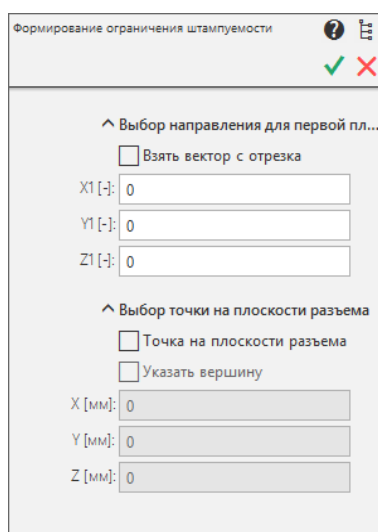 Формирование ограничения штампуемости
Выбор направления для первой пл...
Взять вектор с отрезка
X1 [-]: 0
Y1 [-]: 0
Z1 [-]: 0
Выбор точки на плоскости разъема
Точка на плоскости разъема
Указать вершину
X [мм]: 0
Y [мм]: 0
Z [мм]: 0